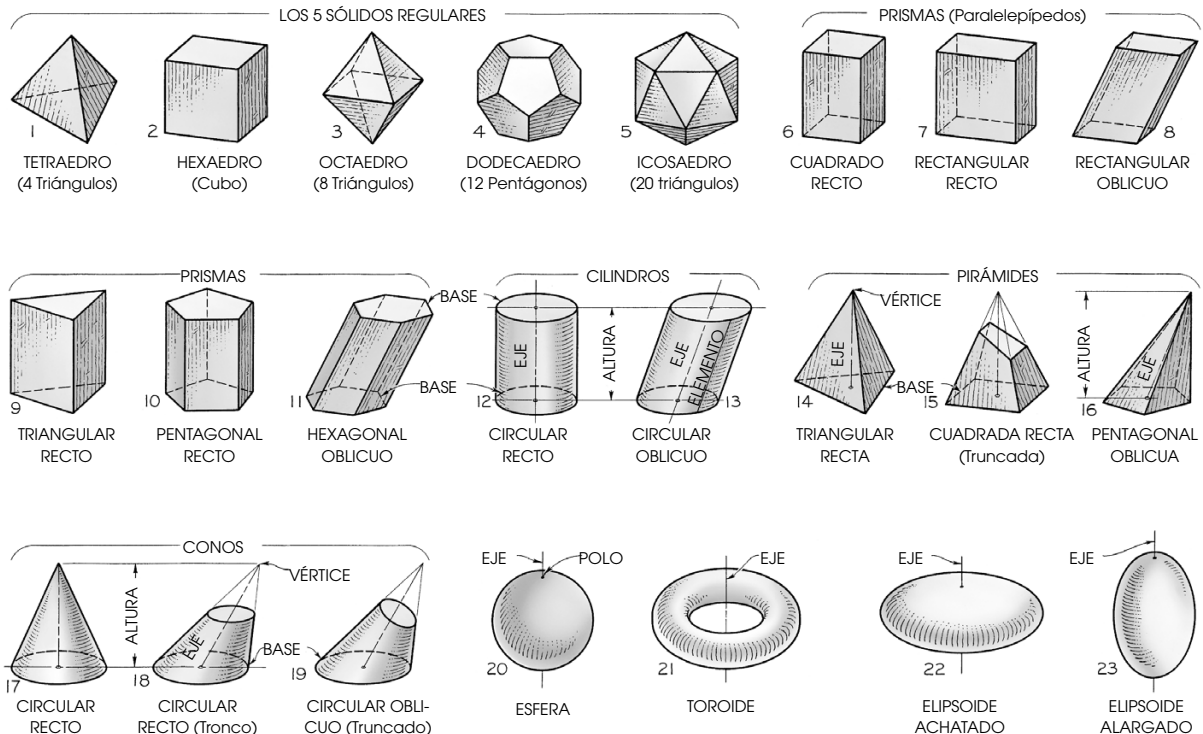 LOS 5 SÓLIDOS REGULARES
PRISMAS (Paralelepípedos)
1
2
3
4
5
6
7
8
TETRAEDRO
(4 Triángulos)
HEXAEDRO
(Cubo)
OCTAEDRO
(8 Triángulos)
DODECAEDRO
(12 Pentágonos)
ICOSAEDRO
(20 triángulos)
CUADRADO
RECTO
RECTANGULAR
RECTO
RECTANGULAR
OBLICUO
PRISMAS
CILINDROS
PIRÁMIDES
BASE
BASE
EJE
ALTURA
EJE
ELEMENTO
VÉRTICE
EJE
BASE
ALTURA
EJE
9
10
11
12
13
14
15
16
TRIANGULAR
RECTO
PENTAGONAL
RECTO
HEXAGONAL
OBLICUO
CIRCULAR
RECTO
CIRCULAR
OBLICUO
TRIANGULAR
RECTA
CUADRADA RECTA
(Truncada)
PENTAGONAL
OBLICUA
CONOS
ALTURA
EJE
VÉRTICE
BASE
EJE
POLO
EJE
EJE
EJE
17
18
19
20
21
22
23
CIRCULAR
RECTO
CIRCULAR
RECTO (Tronco)
CIRCULAR OBLI-
CUO (Truncado)
ESFERA
TOROIDE
ELIPSOIDE
ACHATADO
ELIPSOIDE
ALARGADO